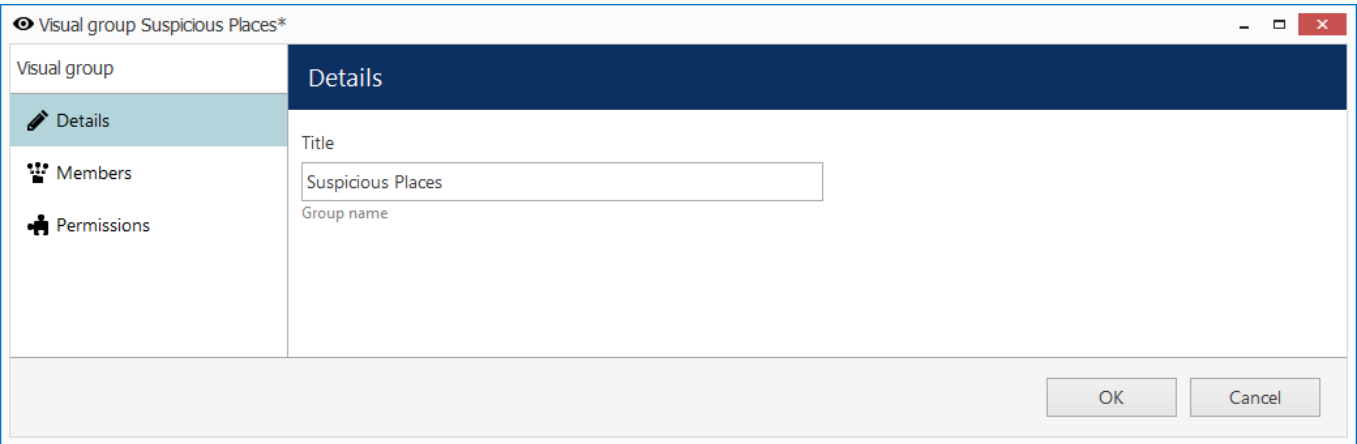 Visual group Suspicious Places*
Visual group
Details
Members
Permissions
Details
Title
Suspicious Places
Group name
OK
Cancel